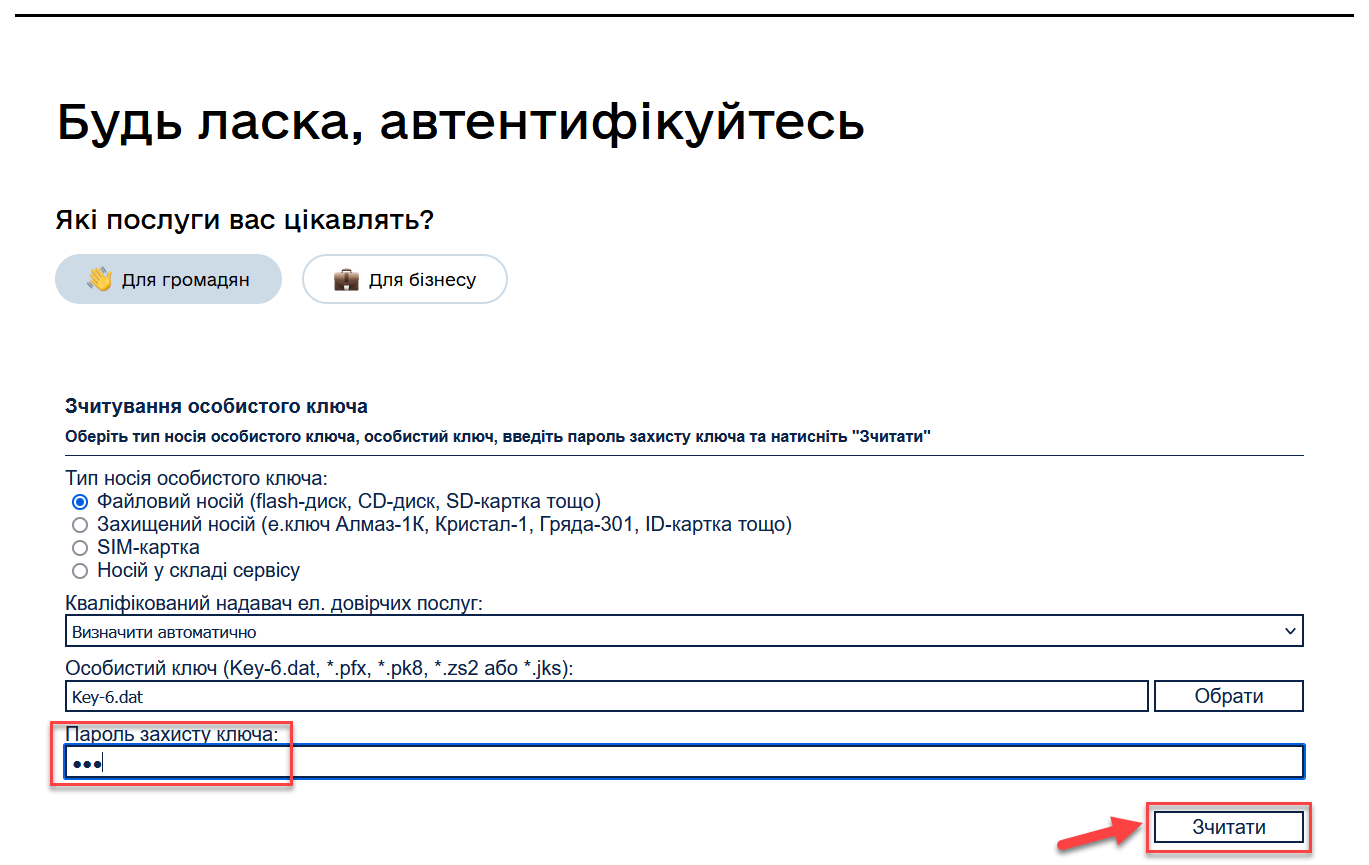 Будь ласка, автентифікуйтесь
Які послуги вас цікавлять?
Для громадян Для бізнесу
Зчитування особистого ключа
Оберіть тип носія особистого ключа, особистий ключ, введіть пароль захисту ключа та натисніть "Зчитати"
Тип носія особистого ключа:
Файловий носій (flash-диск, CD-диск, SD-картка тощо)
Захищений носій (е.ключ Алмаз-1К, Кристал-1, Гряда-301, ID-картка тощо)
SIM-картка
Носій у складі сервісу
Кваліфікований надавач ел. довірчих послуг:
Визначити автоматично
Особистий ключ (Key-6.dat, *.pfx, *.pk8, *.zs2 або *.jks):
Key-6.dat Обрати
Пароль захисту ключа:
•••
Зчитати